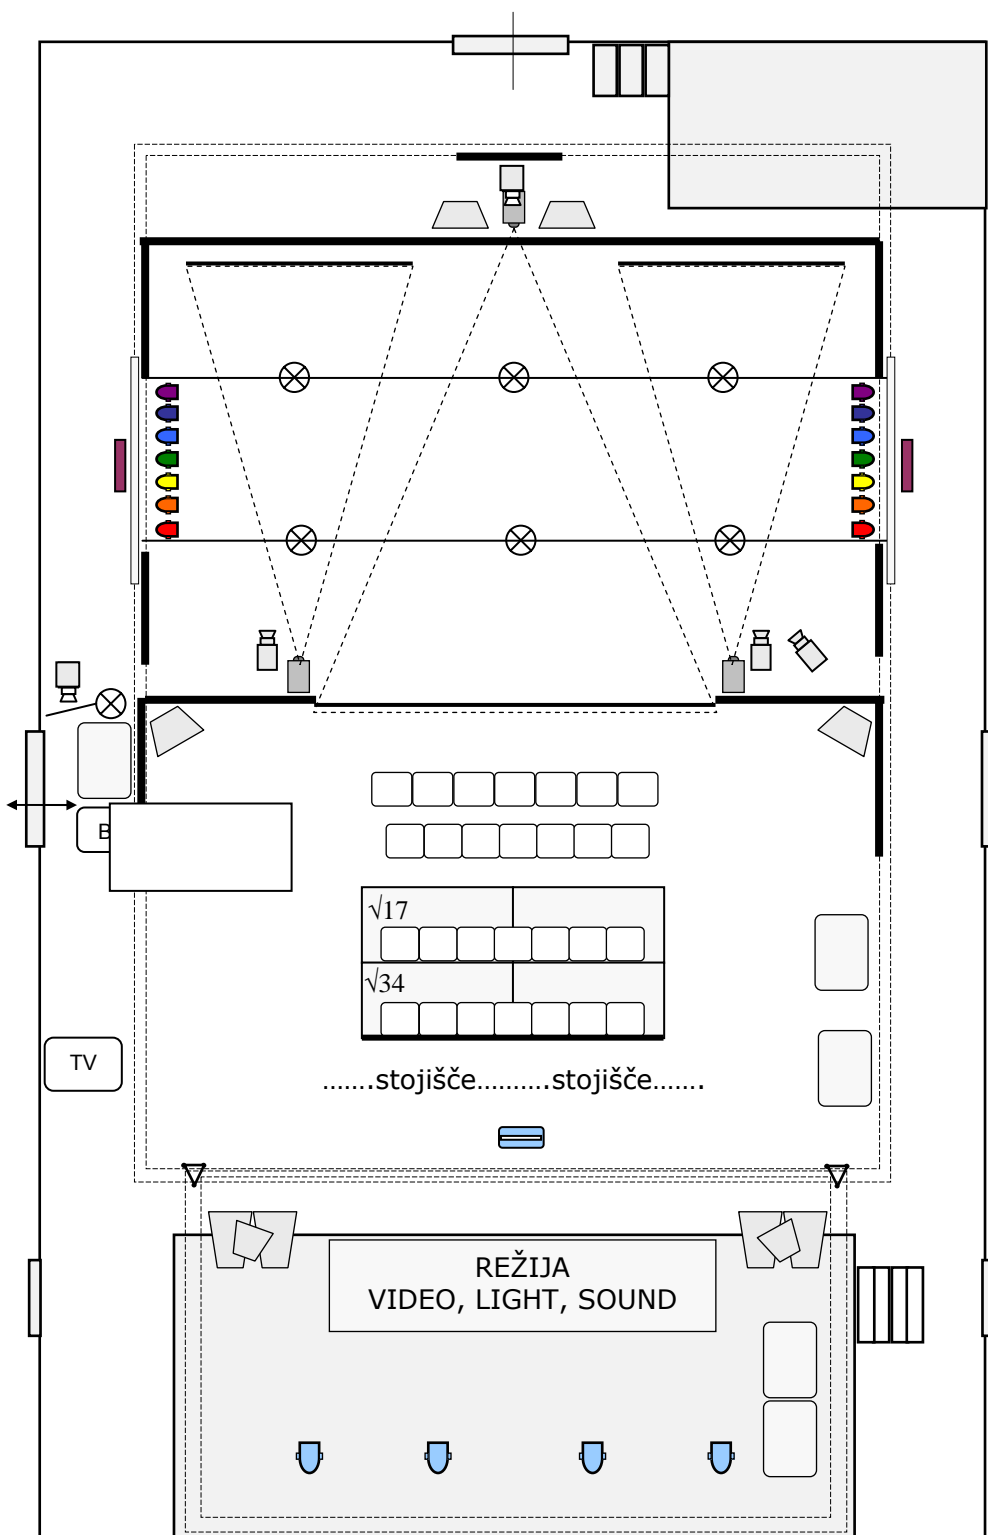 B
√17
√34
TV
…….stojišče……….stojišče…….
REŽIJA
VIDEO, LIGHT, SOUND